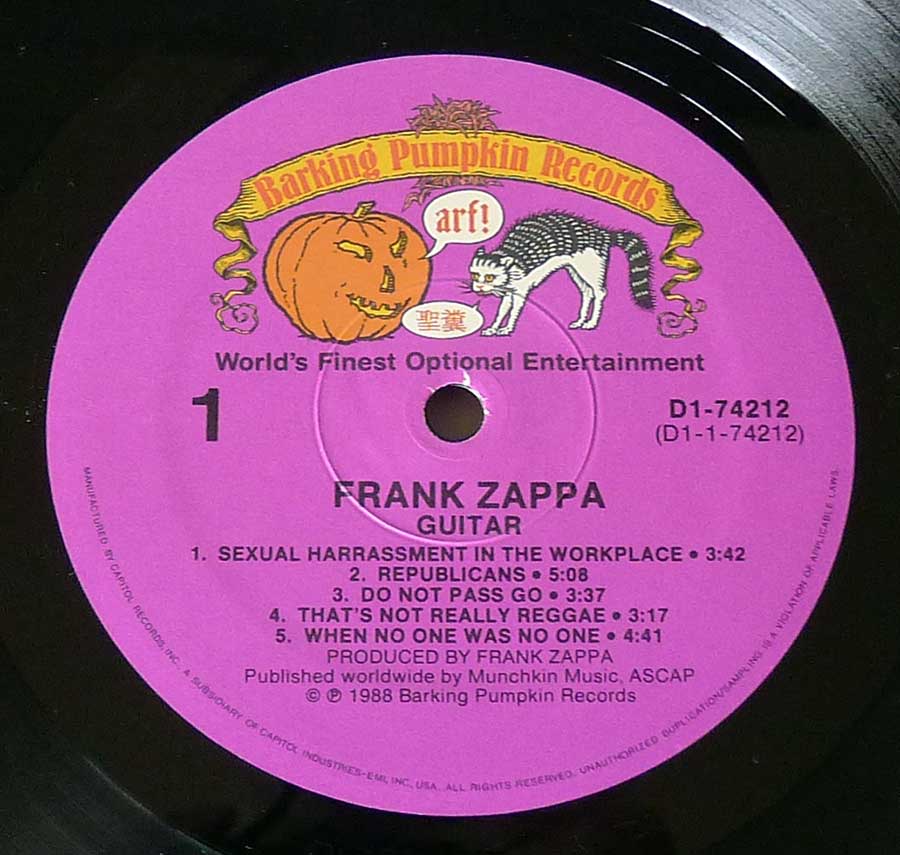 Barking Pumpkin Records
arf!
聖糞
World's Finest Optional Entertainment
1
D1-74212
(D1-1-74212)
FRANK ZAPPA
GUITAR
1. SEXUAL HARRASSMENT IN THE WORKPLACE • 3:42
2. REPUBLICANS • 5:08
3. DO NOT PASS GO • 3:37
4. THAT'S NOT REALLY REGGAE • 3:17
5. WHEN NO ONE WAS NO ONE • 4:41
PRODUCED BY FRANK ZAPPA
Published worldwide by Munchkin Music, ASCAP
© ℗ 1988 Barking Pumpkin Records
MANUFACTURED BY CAPITOL RECORDS, INC., A SUBSIDIARY OF CAPITOL INDUSTRIES-EMI, INC., USA. ALL RIGHTS RESERVED. UNAUTHORIZED DUPLICATION/SAMPLING IS A VIOLATION OF APPLICABLE LAWS.